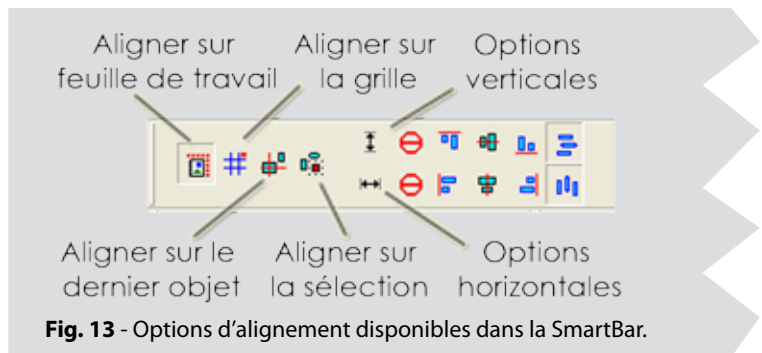 Aligner sur
feuille de travail
Aligner sur
la grille
Options
verticales
Aligner sur le
dernier objet
Aligner sur
la sélection
Options
horizontales
Fig. 13 - Options d’alignement disponibles dans la SmartBar.